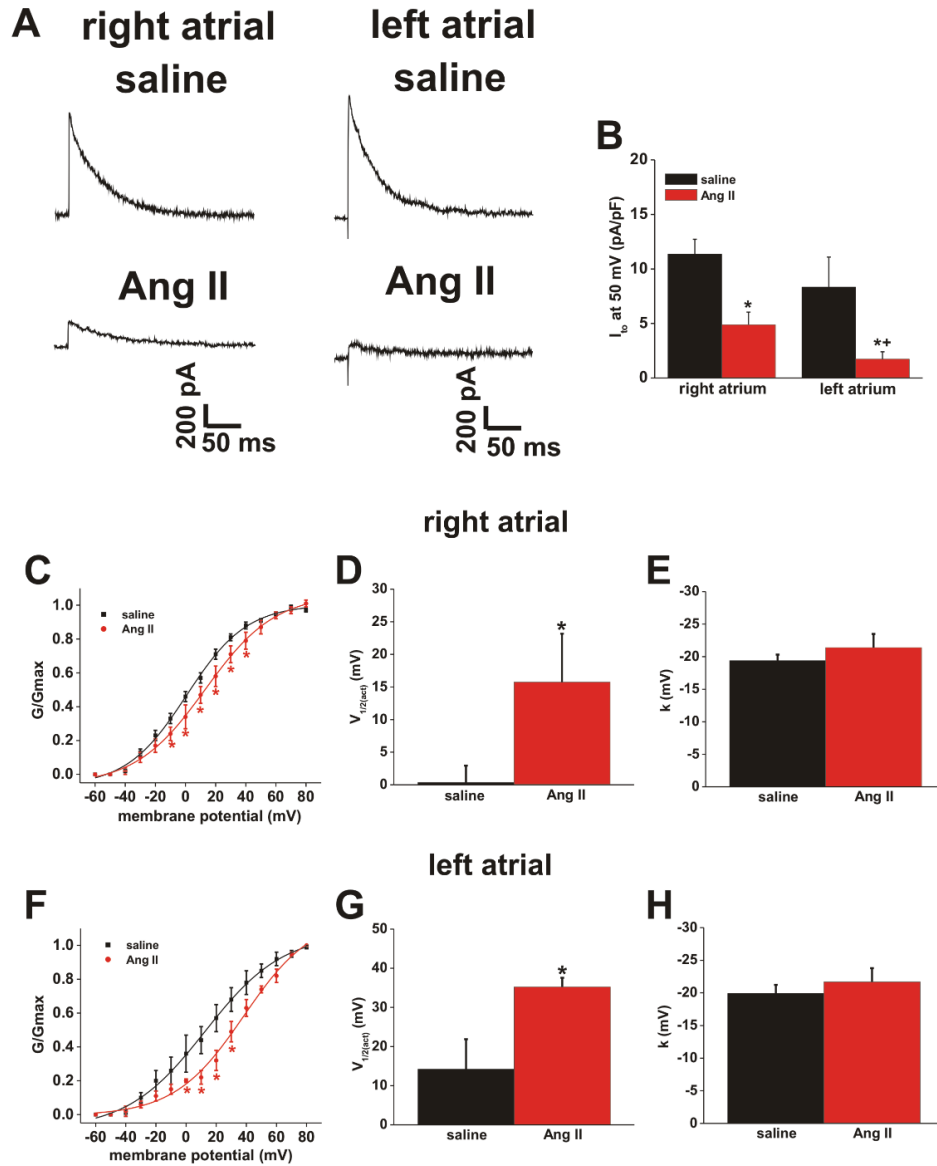 A
right atrial
saline
left atrial
saline
Ang II
Ang II
200 pA
50 ms
200 pA
50 ms
B
20
15
10
5
0
I to at 50 mV (pA/pF)
saline
Ang II
*
*+
right atrium
left atrium
right atrial
C
1.0
0.8
0.6
0.4
0.2
0.0
G/Gmax
saline
Ang II
* * * * * *
-60 -40 -20 0 20 40 60 80
membrane potential (mV)
D
30
25
20
15
10
5
0
V1/2(act) (mV)
*
saline
Ang II
E
-30
-25
-20
-15
-10
-5
0
k (mV)
saline
Ang II
left atrial
F
1.0
0.8
0.6
0.4
0.2
0.0
G/Gmax
saline
Ang II
* * * *
-60 -40 -20 0 20 40 60 80
membrane potential (mV)
G
50
40
30
20
10
0
V1/2(act) (mV)
*
saline
Ang II
H
-30
-25
-20
-15
-10
-5
0
k (mV)
saline
Ang II